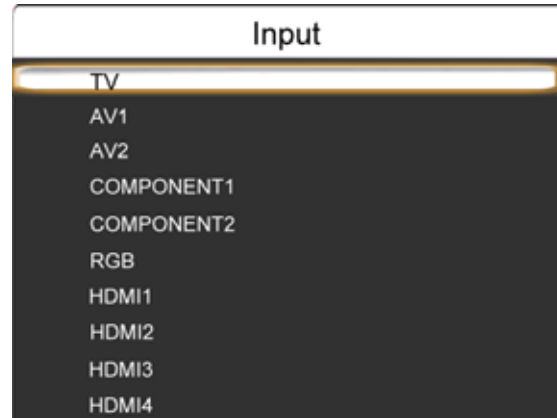 Input
TV
AV1
AV2
COMPONENT1
COMPONENT2
RGB
HDMI1
HDMI2
HDMI3
HDMI4